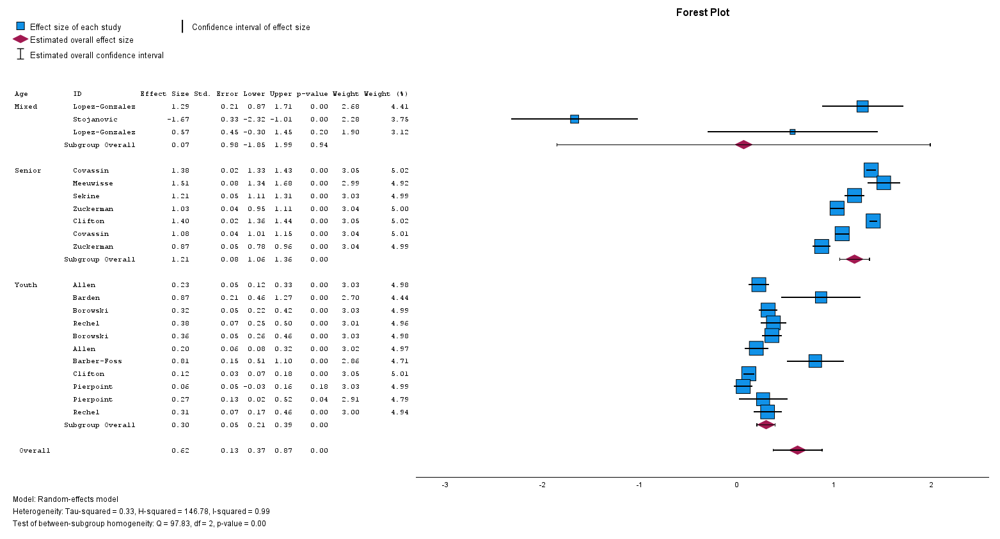 Forest Plot
Effect size of each study Confidence interval of effect size
Estimated overall effect size
Estimated overall confidence interval
Age ID Effect Size Std. Error Lower Upper p-value Weight Weight (%)
Mixed Lopez-Gonzalez 1.29 0.21 0.87 1.71 0.00 2.68 4.41
Stojanovic -1.67 0.33 -2.32 -1.01 0.00 2.28 3.75
Lopez-Gonzalez 0.57 0.45 -0.30 1.45 0.20 1.90 3.12
Subgroup Overall 0.07 0.98 -1.85 1.99 0.94
Senior Covassin 1.38 0.02 1.33 1.43 0.00 3.05 5.02
Meeuwisse 1.51 0.08 1.34 1.68 0.00 2.99 4.92
Sekine 1.21 0.05 1.11 1.31 0.00 3.03 4.99
Zuckerman 1.03 0.04 0.95 1.11 0.00 3.04 5.00
Clifton 1.40 0.02 1.36 1.44 0.00 3.05 5.02
Covassin 1.08 0.04 1.01 1.15 0.00 3.04 5.01
Zuckerman 0.87 0.05 0.78 0.96 0.00 3.04 4.99
Subgroup Overall 1.21 0.08 1.06 1.36 0.00
Youth Allen 0.23 0.05 0.12 0.33 0.00 3.03 4.98
Barden 0.87 0.21 0.46 1.27 0.00 2.70 4.44
Borowski 0.32 0.05 0.22 0.42 0.00 3.03 4.99
Rechel 0.38 0.07 0.25 0.50 0.00 3.01 4.96
Borowski 0.36 0.05 0.26 0.46 0.00 3.03 4.98
Allen 0.20 0.06 0.08 0.32 0.00 3.02 4.97
Barber-Foss 0.81 0.15 0.51 1.10 0.00 2.86 4.71
Clifton 0.12 0.03 0.07 0.18 0.00 3.05 5.01
Pierpoint 0.06 0.05 -0.03 0.16 0.18 3.03 4.99
Pierpoint 0.27 0.13 0.02 0.52 0.04 2.91 4.79
Rechel 0.31 0.07 0.17 0.46 0.00 3.00 4.94
Subgroup Overall 0.30 0.05 0.21 0.39 0.00
Overall 0.62 0.13 0.37 0.87 0.00
-3 -2 -1 0 1 2
Model: Random-effects model
Heterogeneity: Tau-squared = 0.33, H-squared = 146.78, I-squared = 0.99
Test of between-subgroup homogeneity: Q = 97.83, df = 2, p-value = 0.00